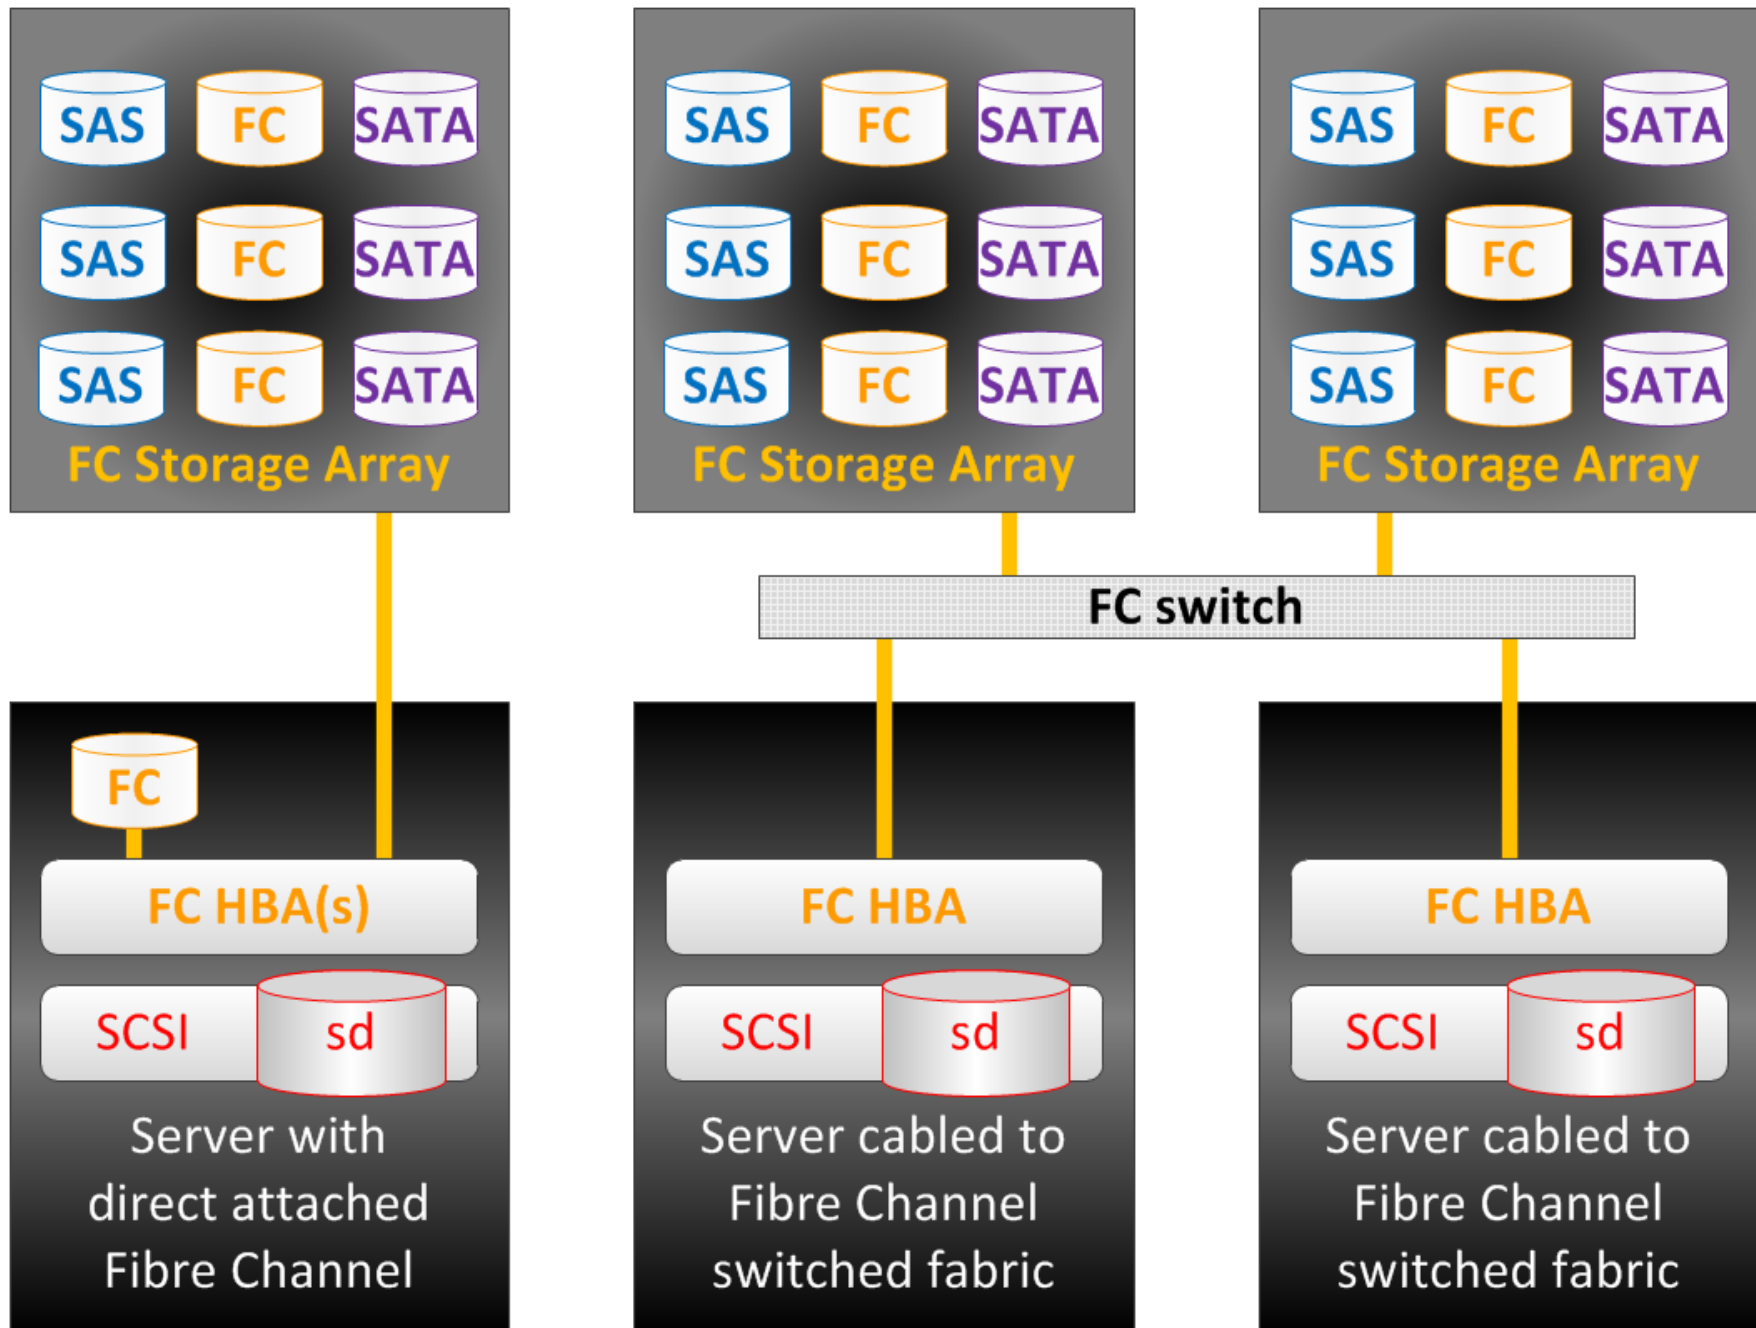 SAS FC SATA SAS FC SATA SAS FC SATA
SAS FC SATA SAS FC SATA SAS FC SATA
SAS FC SATA SAS FC SATA SAS FC SATA
FC Storage Array FC Storage Array FC Storage Array
FC switch
FC
FC HBA(s) FC HBA FC HBA
SCSI sd SCSI sd SCSI sd
Server with
direct attached
Fibre Channel
Server cabled to
Fibre Channel
switched fabric
Server cabled to
Fibre Channel
switched fabric